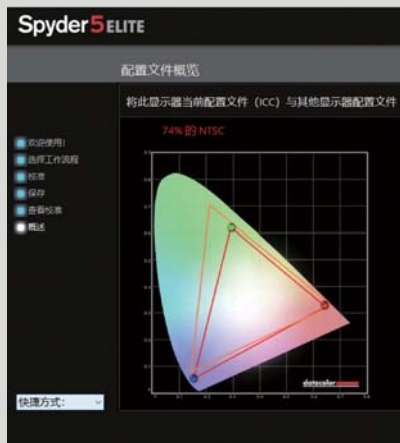 Spyder5ELITE
配置文件概览
将此显示器当前配置文件（ICC）与其他显示器配置文件
74% 的 NTSC
欢迎使用!
选择工作流程
校准
保存
查看校准
概述
datacolor
快捷方式：